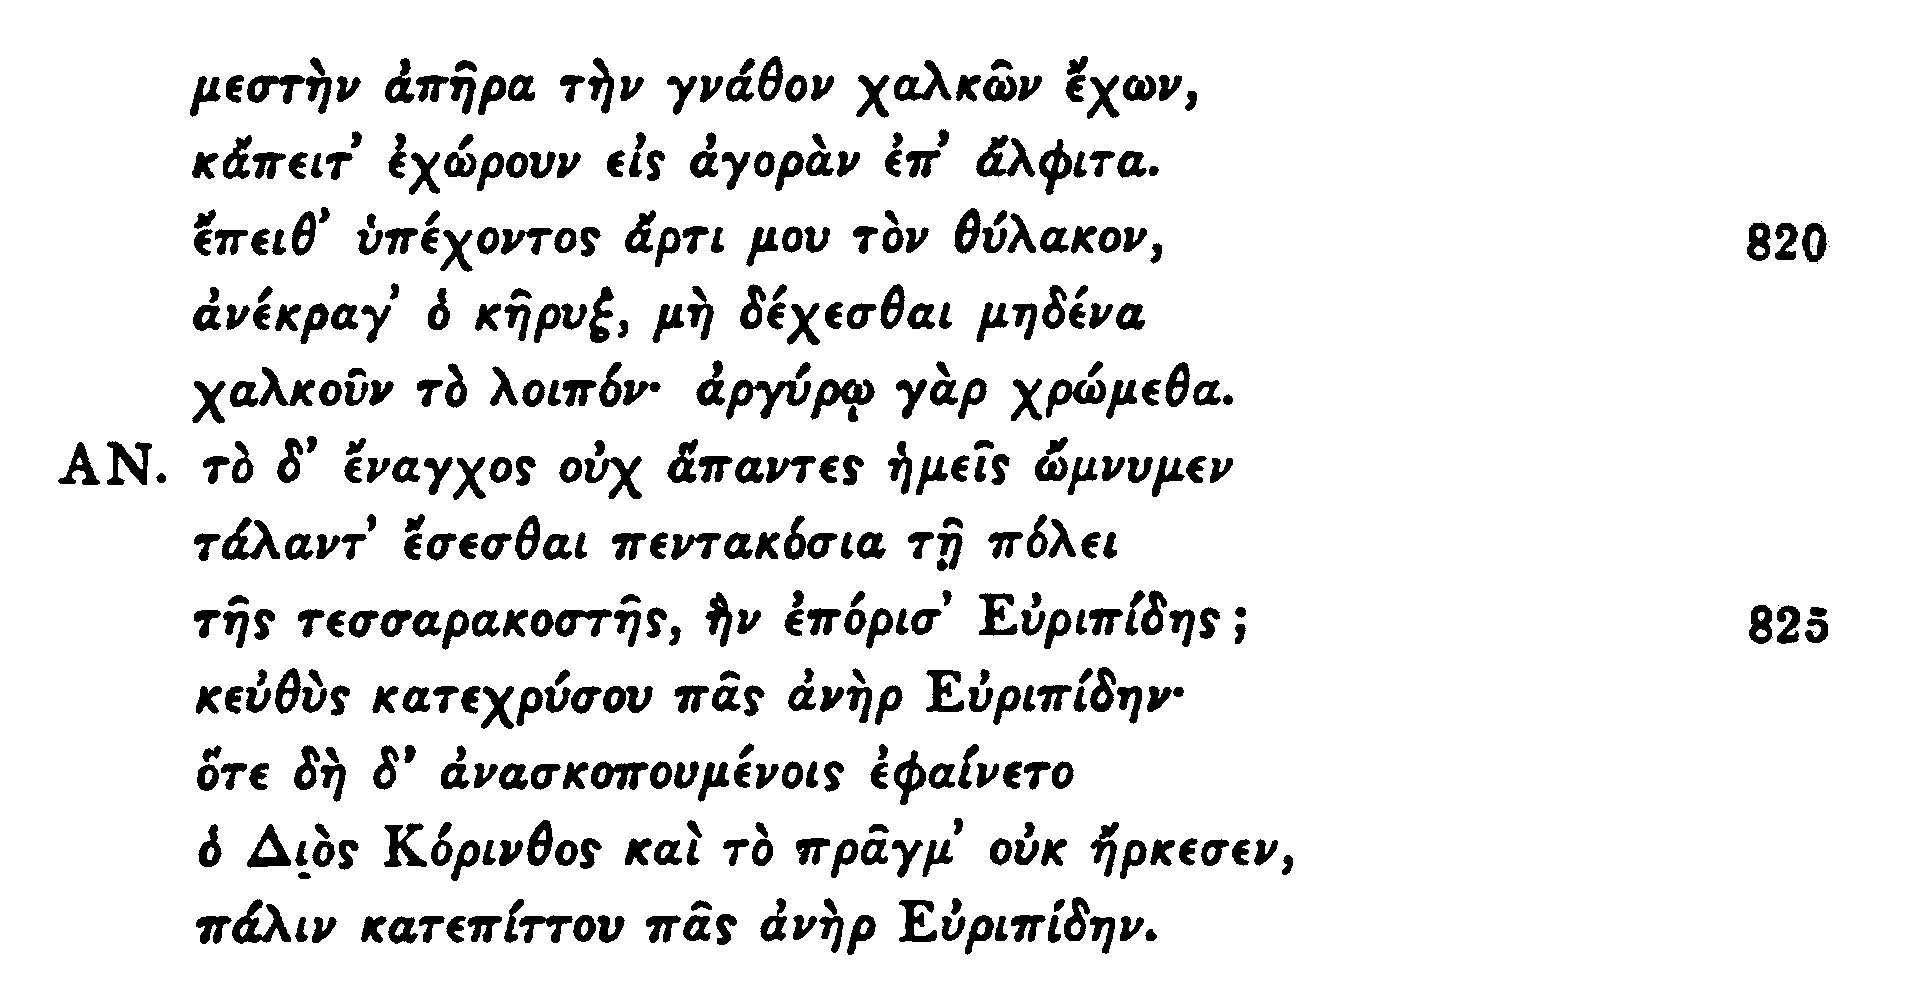 μεστὴν ἀπῆρα τὴν γνάθον χαλκῶν ἔχων,
κἄπειτ’ ἐχώρουν εἰς ἀγορὰν ἐπ’ ἄλφιτα.
ἔπειθ’ ὑπέχοντος ἄρτι μου τὸν θύλακον, 820
ἀνέκραγ’ ὁ κῆρυξ, μὴ δέχεσθαι μηδένα
χαλκοῦν τὸ λοιπόν· ἀργύρῳ γὰρ χρώμεθα.
ΑΝ. τὸ δ’ ἔναγχος οὐχ ἅπαντες ἡμεῖς ὤμνυμεν
τάλαντ’ ἔσεσθαι πεντακόσια τῇ πόλει
τῆς τεσσαρακοστῆς, ἣν ἐπόρισ’ Εὐριπίδης; 825
κεὐθὺς κατεχρύσου πᾶς ἀνὴρ Εὐριπίδην·
ὅτε δὴ δ’ ἀνασκοπουμένοις ἐφαίνετο
ὁ Διὸς Κόρινθος καὶ τὸ πρᾶγμ’ οὐκ ἤρκεσεν,
πάλιν κατεπίττου πᾶς ἀνὴρ Εὐριπίδην.